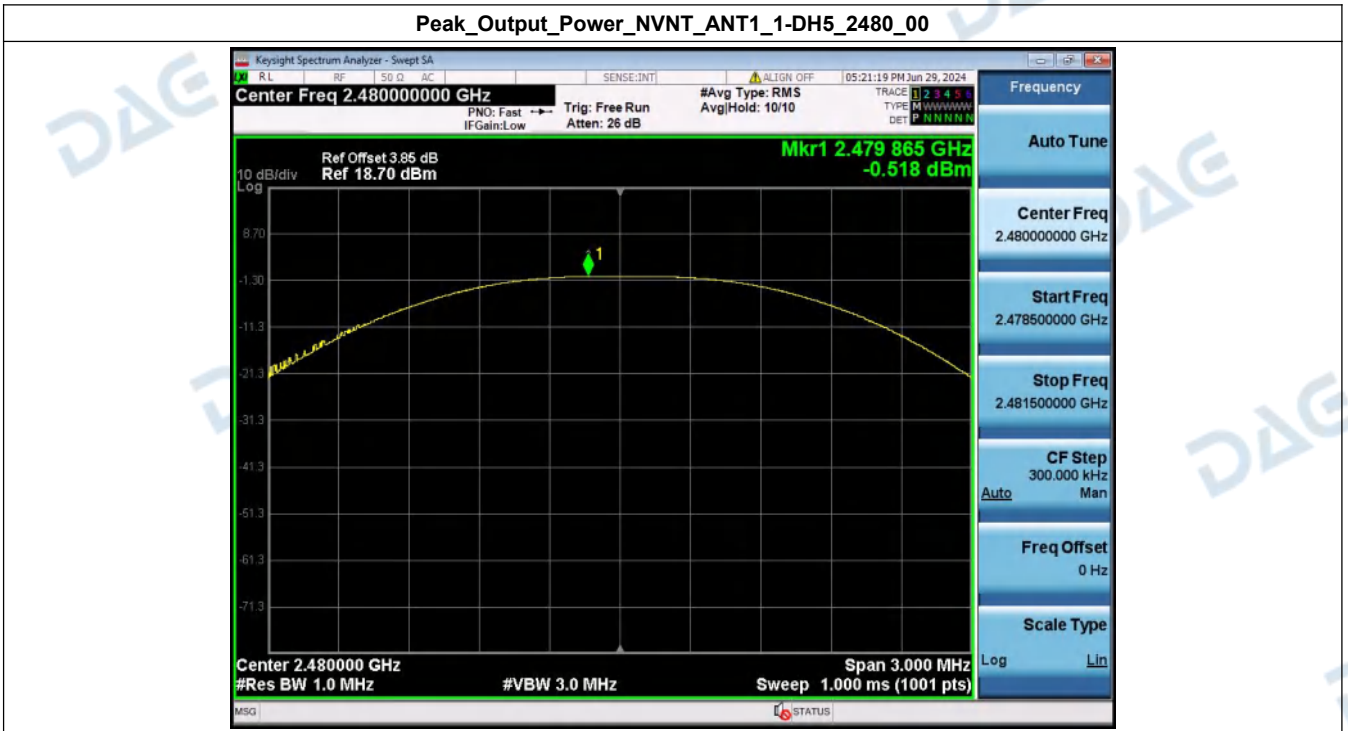 Peak_Output_Power_NVNT_ANT1_1-DH5_2480_00
Keysight Spectrum Analyzer - Swept SA
RL RF 50 Ω AC SENSE:INT ALIGN OFF 05:21:19 PM Jun 29, 2024
Center Freq 2.480000000 GHz
PNO: Fast
IFGain:Low
Trig: Free Run
Atten: 26 dB
#Avg Type: RMS
Avg|Hold: 10/10
TRACE 1 2 3 4 5 6
TYPE M W W W W W
DET P N N N N N
Frequency
Mkr1 2.479 865 GHz
-0.518 dBm
Ref Offset 3.85 dB
10 dB/div Ref 18.70 dBm
Log
8.70
-1.30
-11.3
-21.3
-31.3
-41.3
-51.3
-61.3
-71.3
1
Center 2.480000 GHz Span 3.000 MHz
#Res BW 1.0 MHz #VBW 3.0 MHz Sweep 1.000 ms (1001 pts)
Auto Tune
Center Freq
2.480000000 GHz
Start Freq
2.478500000 GHz
Stop Freq
2.481500000 GHz
CF Step
300.000 kHz
Auto Man
Freq Offset
0 Hz
Scale Type
Log Lin
MSG STATUS
DAG
DAG
DAG